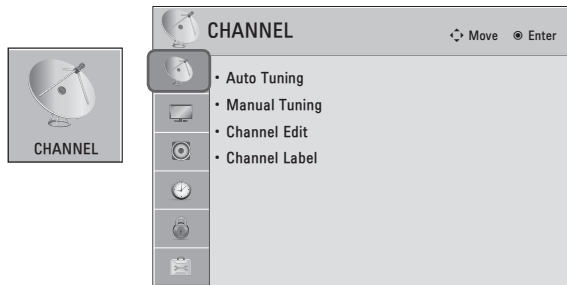 CHANNEL
CHANNEL
Move Enter
• Auto Tuning
• Manual Tuning
• Channel Edit
• Channel Label